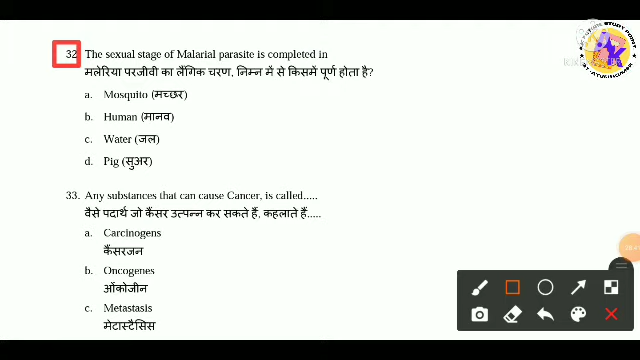 32. The sexual stage of Malarial parasite is completed in
मलेरिया परजीवी का लैंगिक चरण, निम्न में से किसमें पूर्ण होता है?
a. Mosquito (मच्छर)
b. Human (मानव)
c. Water (जल)
d. Pig (सुअर)
33. Any substances that can cause Cancer, is called.....
वैसे पदार्थ जो कैंसर उत्पन्न कर सकते हैं, कहलाते हैं.....
a. Carcinogens
कैंसरजन
b. Oncogenes
ओंकोजीन
c. Metastasis
मेटास्टैसिस